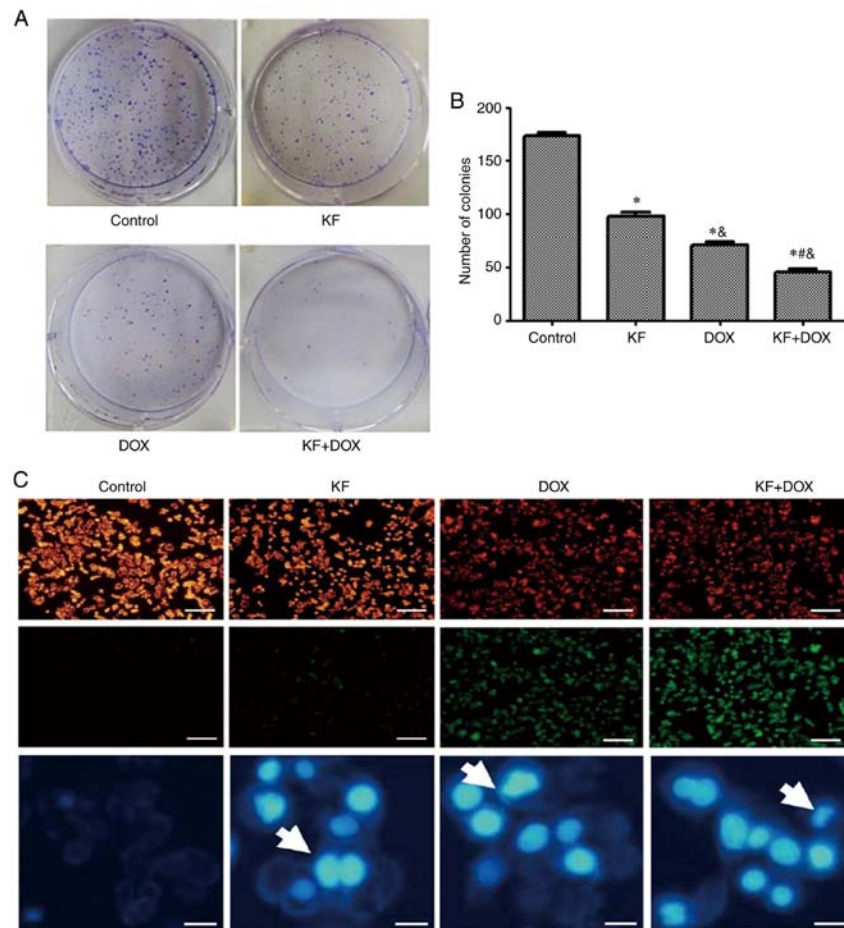 A
Control KF
DOX KF+DOX
B
Number of colonies
200
150
100
50
0
*
*&
*#&
Control KF DOX KF+DOX
C
Control KF DOX KF+DOX